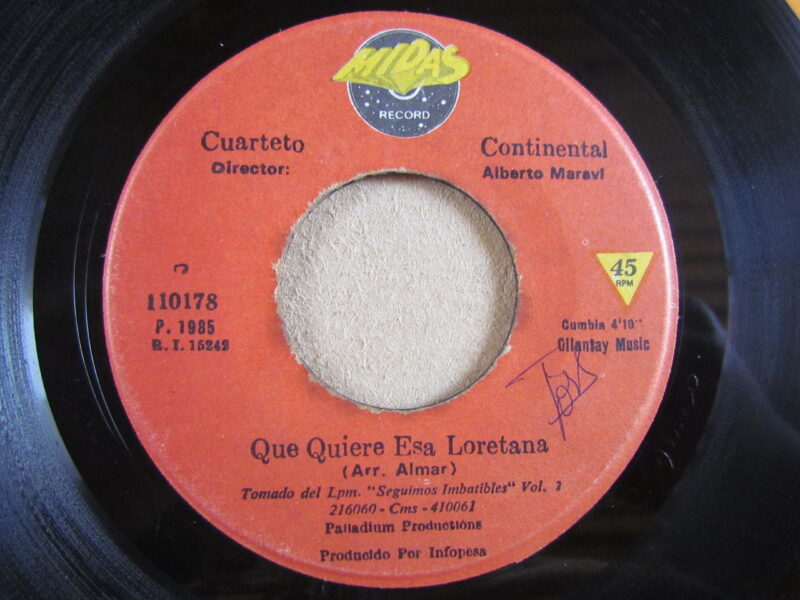 MIDAS
RECORD
Cuarteto Continental
Director: Alberto Maravi
45
RPM
110178
P. 1985
R. I. 15242
Cumbia 4'10"
Ollantay Music
Que Quiere Esa Loretana
(Arr. Almar)
Tomado del Lpm. "Seguimos Imbatibles" Vol. 2
216060 - Cms - 410061
Palladium Productions
Producido Por Infopesa